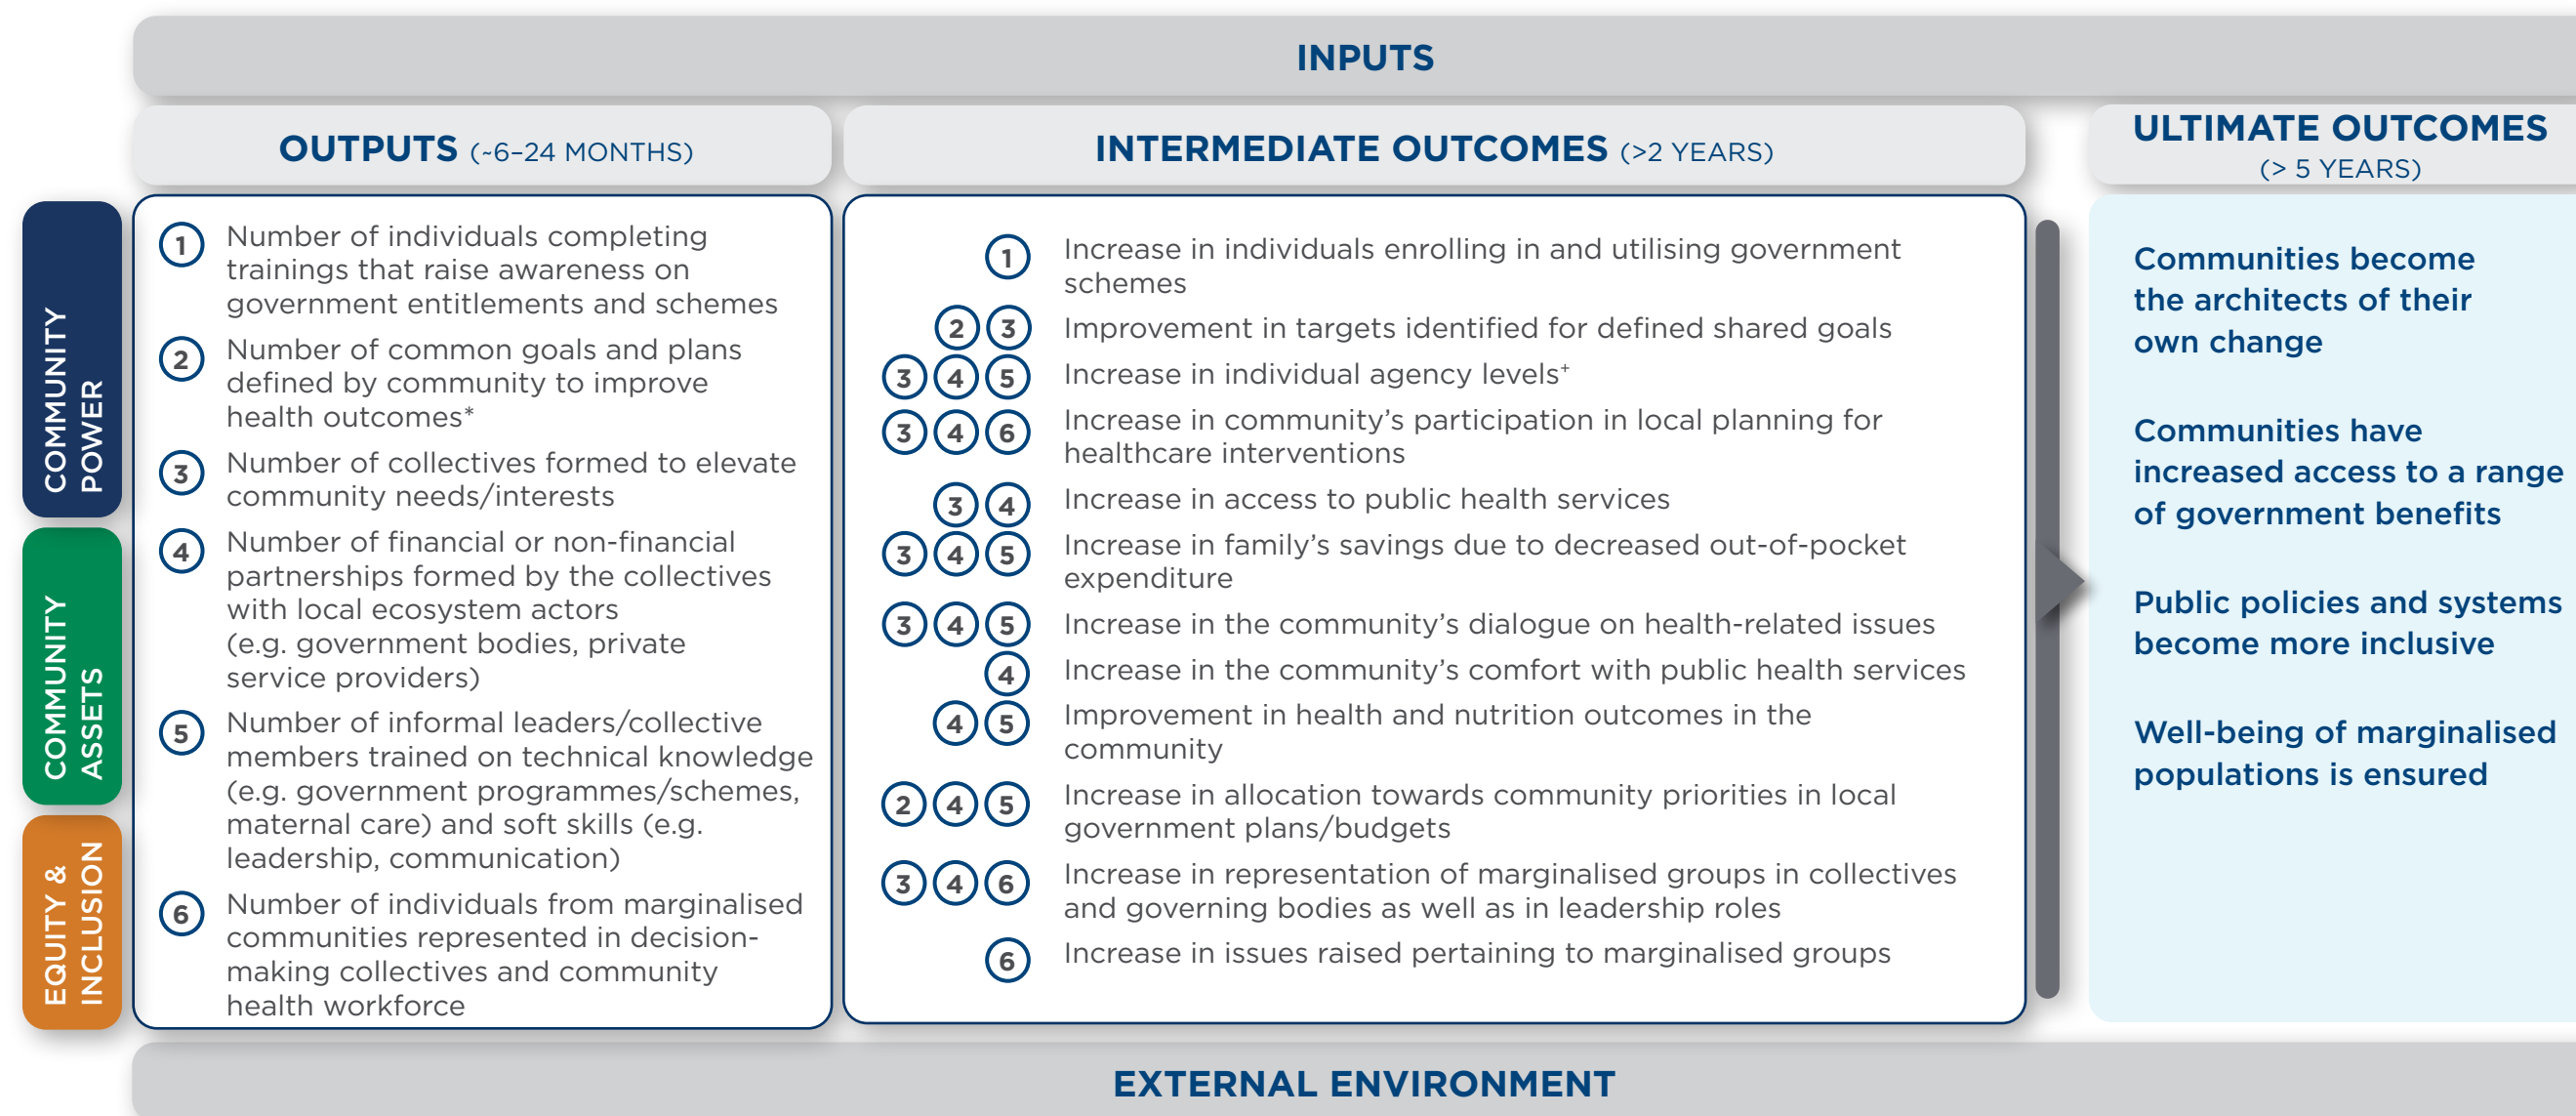 INPUTS
OUTPUTS (~6–24 MONTHS)
INTERMEDIATE OUTCOMES (>2 YEARS)
ULTIMATE OUTCOMES
(> 5 YEARS)
COMMUNITY
POWER
COMMUNITY
ASSETS
EQUITY &
INCLUSION
1 Number of individuals completing
trainings that raise awareness on
government entitlements and schemes
2 Number of common goals and plans
defined by community to improve
health outcomes*
3 Number of collectives formed to elevate
community needs/interests
4 Number of financial or non-financial
partnerships formed by the collectives
with local ecosystem actors
(e.g. government bodies, private
service providers)
5 Number of informal leaders/collective
members trained on technical knowledge
(e.g. government programmes/schemes,
maternal care) and soft skills (e.g.
leadership, communication)
6 Number of individuals from marginalised
communities represented in decision-
making collectives and community
health workforce
1 Increase in individuals enrolling in and utilising government
schemes
2 3 Improvement in targets identified for defined shared goals
3 4 5 Increase in individual agency levels+
3 4 6 Increase in community’s participation in local planning for
healthcare interventions
3 4 Increase in access to public health services
3 4 5 Increase in family’s savings due to decreased out-of-pocket
expenditure
3 4 5 Increase in the community’s dialogue on health-related issues
4 Increase in the community’s comfort with public health services
4 5 Improvement in health and nutrition outcomes in the
community
2 4 5 Increase in allocation towards community priorities in local
government plans/budgets
3 4 6 Increase in representation of marginalised groups in collectives
and governing bodies as well as in leadership roles
6 Increase in issues raised pertaining to marginalised groups
Communities become
the architects of their
own change
Communities have
increased access to a range
of government benefits
Public policies and systems
become more inclusive
Well-being of marginalised
populations is ensured
EXTERNAL ENVIRONMENT